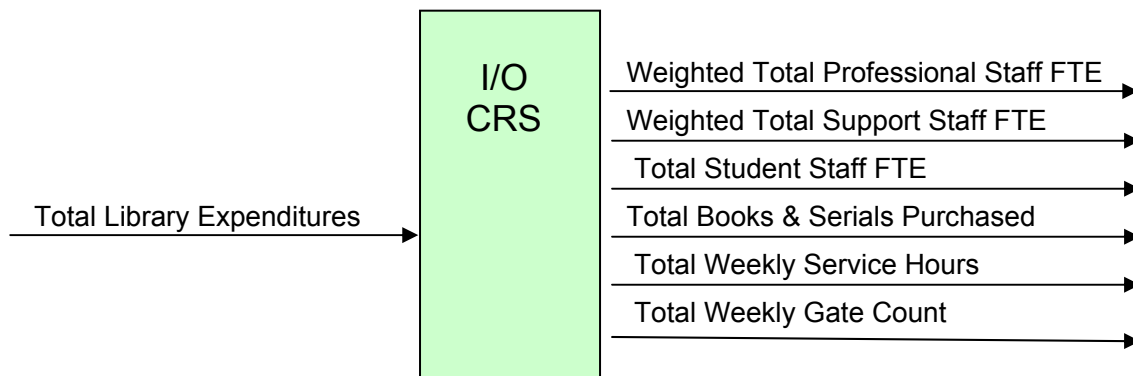 I/O
CRS
Total Library Expenditures
Weighted Total Professional Staff FTE
Weighted Total Support Staff FTE
Total Student Staff FTE
Total Books & Serials Purchased
Total Weekly Service Hours
Total Weekly Gate Count